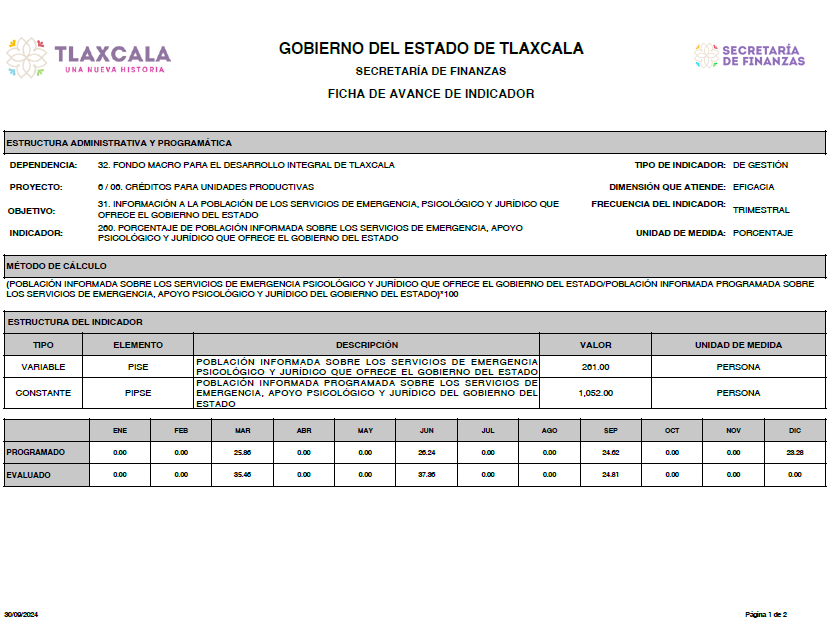 TLAXCALA
UNA NUEVA HISTORIA
GOBIERNO DEL ESTADO DE TLAXCALA
SECRETARÍA DE FINANZAS
FICHA DE AVANCE DE INDICADOR
SECRETARÍA
DE FINANZAS
ESTRUCTURA ADMINISTRATIVA Y PROGRAMÁTICA
DEPENDENCIA: 32. FONDO MACRO PARA EL DESARROLLO INTEGRAL DE TLAXCALA TIPO DE INDICADOR: DE GESTIÓN
PROYECTO: 6 / 06. CRÉDITOS PARA UNIDADES PRODUCTIVAS DIMENSIÓN QUE ATIENDE: EFICACIA
OBJETIVO: 31. INFORMACIÓN A LA POBLACIÓN DE LOS SERVICIOS DE EMERGENCIA, PSICOLÓGICO Y JURÍDICO QUE
OFRECE EL GOBIERNO DEL ESTADO
FRECUENCIA DEL INDICADOR: TRIMESTRAL
INDICADOR: 260. PORCENTAJE DE POBLACIÓN INFORMADA SOBRE LOS SERVICIOS DE EMERGENCIA, APOYO
PSICOLÓGICO Y JURÍDICO QUE OFRECE EL GOBIERNO DEL ESTADO
UNIDAD DE MEDIDA: PORCENTAJE
MÉTODO DE CÁLCULO
(POBLACIÓN INFORMADA SOBRE LOS SERVICIOS DE EMERGENCIA PSICOLÓGICO Y JURÍDICO QUE OFRECE EL GOBIERNO DEL ESTADO/POBLACIÓN INFORMADA PROGRAMADA SOBRE
LOS SERVICIOS DE EMERGENCIA, APOYO PSICOLÓGICO Y JURÍDICO DEL GOBIERNO DEL ESTADO)*100
ESTRUCTURA DEL INDICADOR
TIPO ELEMENTO DESCRIPCIÓN VALOR UNIDAD DE MEDIDA
VARIABLE PISE POBLACIÓN INFORMADA SOBRE LOS SERVICIOS DE EMERGENCIA
PSICOLÓGICO Y JURÍDICO QUE OFRECE EL GOBIERNO DEL ESTADO
261.00 PERSONA
CONSTANTE PIPSE POBLACIÓN INFORMADA PROGRAMADA SOBRE LOS SERVICIOS DE
EMERGENCIA, APOYO PSICOLÓGICO Y JURÍDICO DEL GOBIERNO DEL
ESTADO
1,052.00 PERSONA
ENE FEB MAR ABR MAY JUN JUL AGO SEP OCT NOV DIC
PROGRAMADO 0.00 0.00 25.86 0.00 0.00 26.24 0.00 0.00 24.62 0.00 0.00 23.28
EVALUADO 0.00 0.00 35.46 0.00 0.00 37.36 0.00 0.00 24.81 0.00 0.00 0.00
30/09/2024 Página 1 de 2